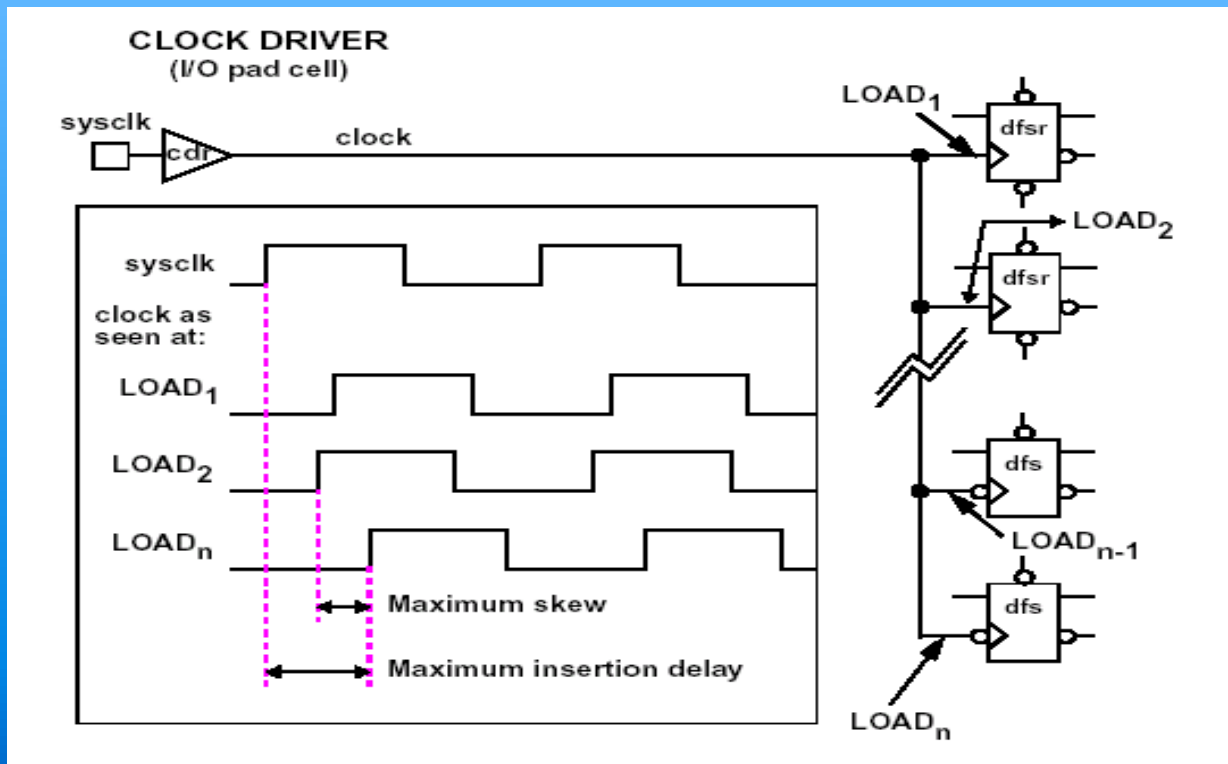 CLOCK DRIVER
(I/O pad cell)
sysclk
cdr
clock
LOAD1
dfsr
LOAD2
dfsr
sysclk
clock as
seen at:
LOAD1
LOAD2
LOADn
Maximum skew
Maximum insertion delay
dfs
LOADn-1
dfs
LOADn